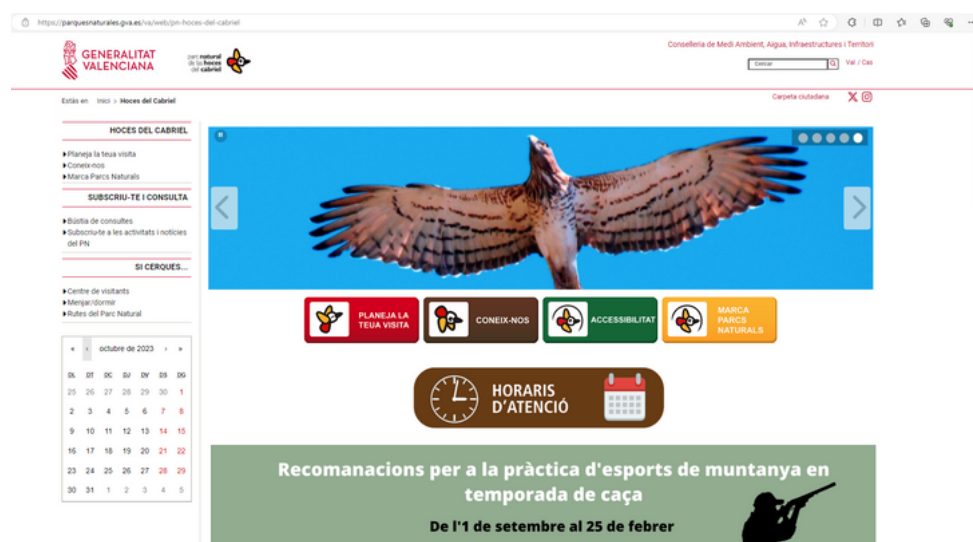 https://parquesnaturales.gva.es/va/web/pn-hoces-del-cabriel
GENERALITAT
VALENCIANA
parc natural
de las hoces
del cabriel
Conselleria de Medi Ambient, Aigua, Infraestructures i Territori
Cercar
Val / Cas
Estàs en Inici > Hoces del Cabriel
Carpeta ciutadana
HOCES DEL CABRIEL
Planeja la teua visita
Coneix-nos
Marca Parcs Naturals
SUBSCRIU-TE I CONSULTA
Bústia de consultes
Subscriu-te a les activitats i notícies
del PN
SI CERQUES...
Centre de visitants
Menjar/dormir
Rutes del Parc Natural
PLANEJA LA
TEUA VISITA
CONEIX-NOS
ACCESSIBILITAT
MARCA
PARCS
NATURALS
« ‹ octubre de 2023 › »
DL DT DC DJ DV DS DG
25 26 27 28 29 30 1
2 3 4 5 6 7 8
9 10 11 12 13 14 15
16 17 18 19 20 21 22
23 24 25 26 27 28 29
30 31 1 2 3 4 5
HORARIS
D'ATENCIÓ
Recomanacions per a la pràctica d'esports de muntanya en
temporada de caça
De l'1 de setembre al 25 de febrer